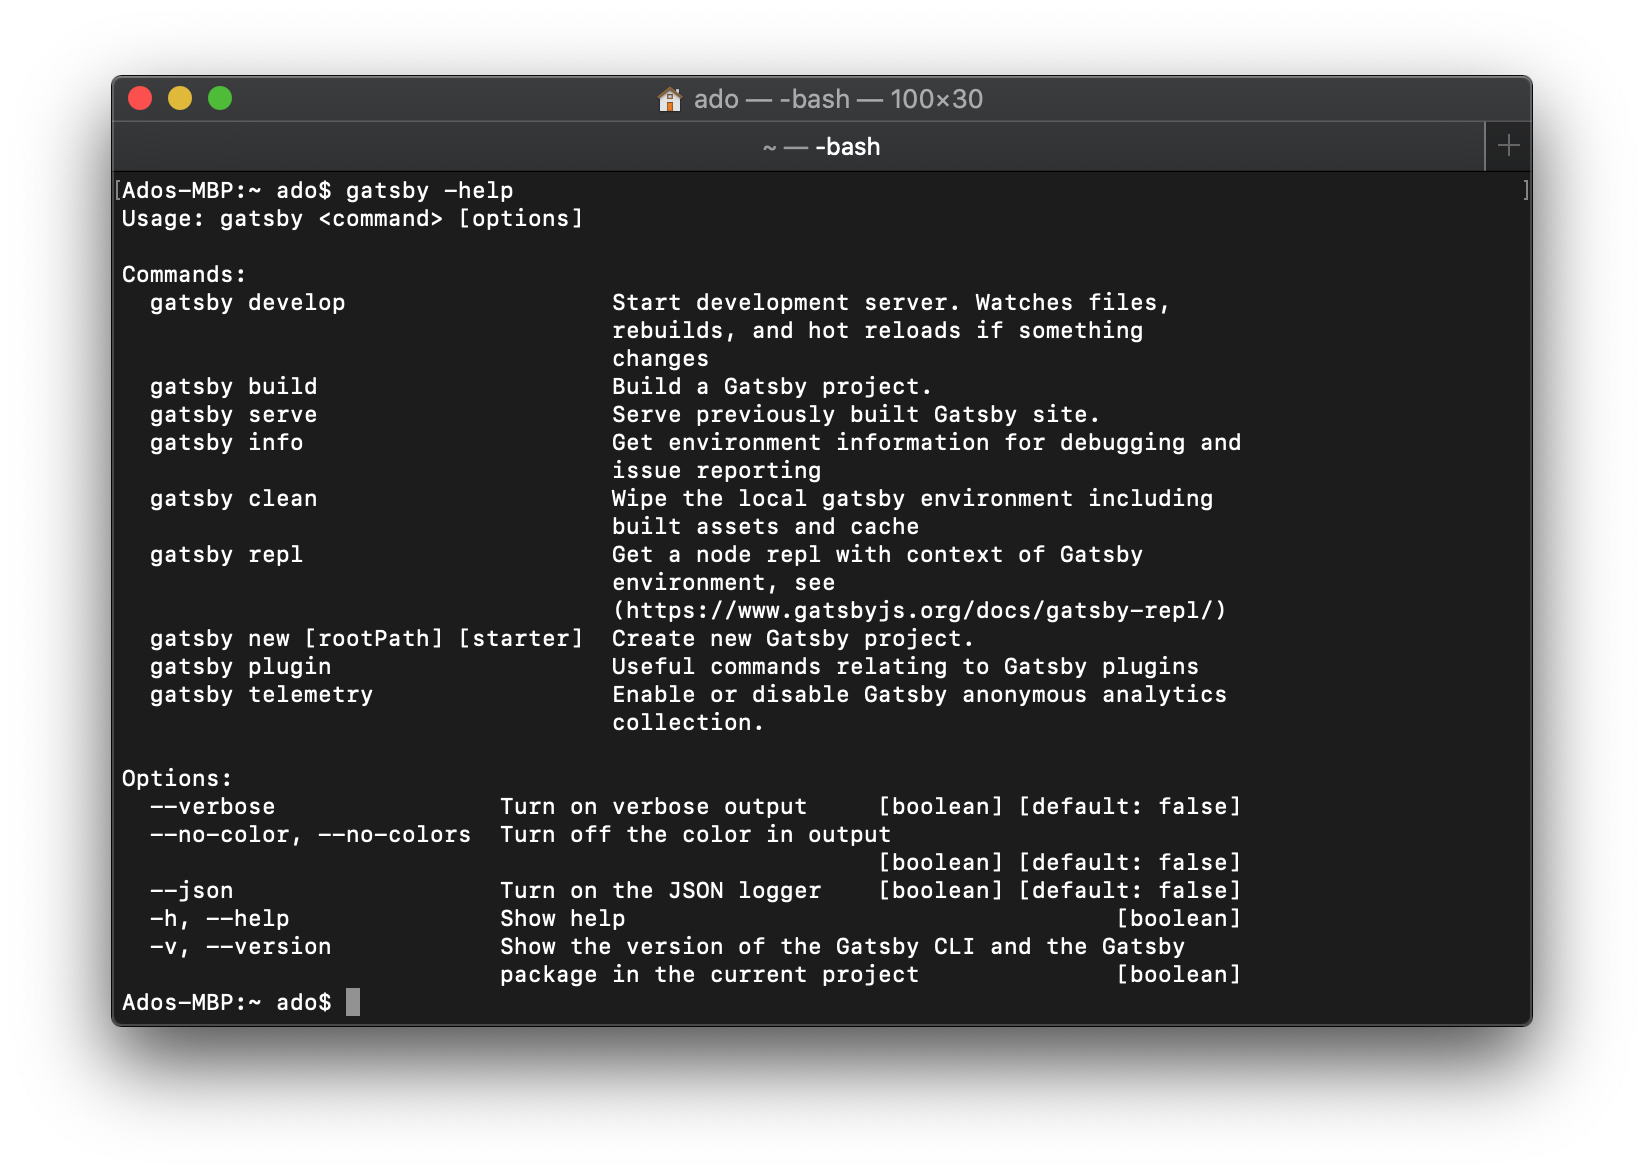 ado — -bash — 100×30
~ — -bash
[Ados-MBP:~ ado$ gatsby -help ]
Usage: gatsby <command> [options]
Commands:
gatsby develop Start development server. Watches files,
rebuilds, and hot reloads if something
changes
gatsby build Build a Gatsby project.
gatsby serve Serve previously built Gatsby site.
gatsby info Get environment information for debugging and
issue reporting
gatsby clean Wipe the local gatsby environment including
built assets and cache
gatsby repl Get a node repl with context of Gatsby
environment, see
(https://www.gatsbyjs.org/docs/gatsby-repl/)
gatsby new [rootPath] [starter] Create new Gatsby project.
gatsby plugin Useful commands relating to Gatsby plugins
gatsby telemetry Enable or disable Gatsby anonymous analytics
collection.
Options:
--verbose Turn on verbose output [boolean] [default: false]
--no-color, --no-colors Turn off the color in output
[boolean] [default: false]
--json Turn on the JSON logger [boolean] [default: false]
-h, --help Show help [boolean]
-v, --version Show the version of the Gatsby CLI and the Gatsby
package in the current project [boolean]
Ados-MBP:~ ado$